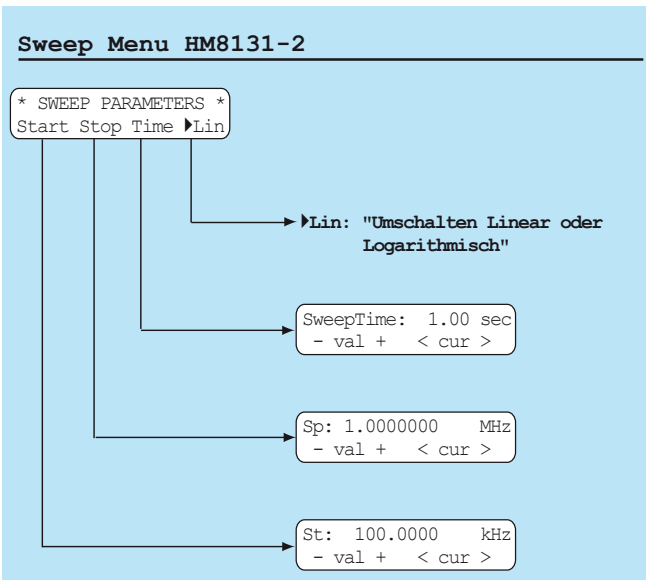 Sweep Menu HM8131-2
* SWEEP PARAMETERS *
Start Stop Time ▶Lin
▶Lin: "Umschalten Linear oder
Logarithmisch"
SweepTime: 1.00 sec
- val + < cur >
Sp: 1.0000000 MHz
- val + < cur >
St: 100.0000 kHz
- val + < cur >